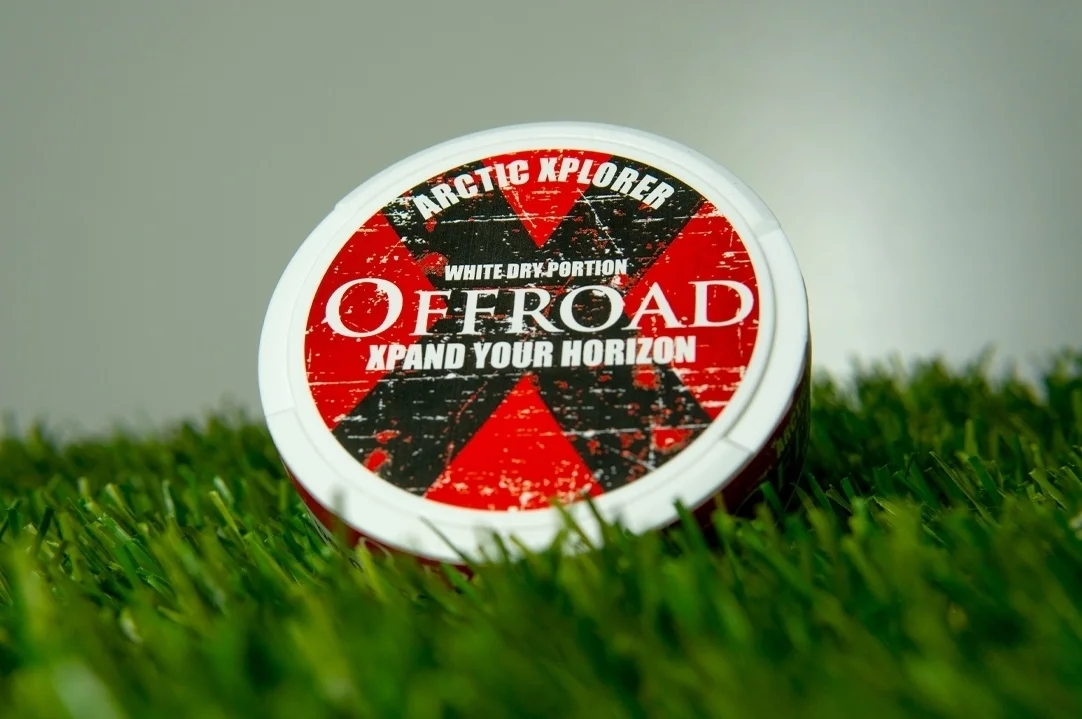 ARCTIC XPLORER
WHITE DRY PORTION
OFFROAD
XPAND YOUR HORIZON